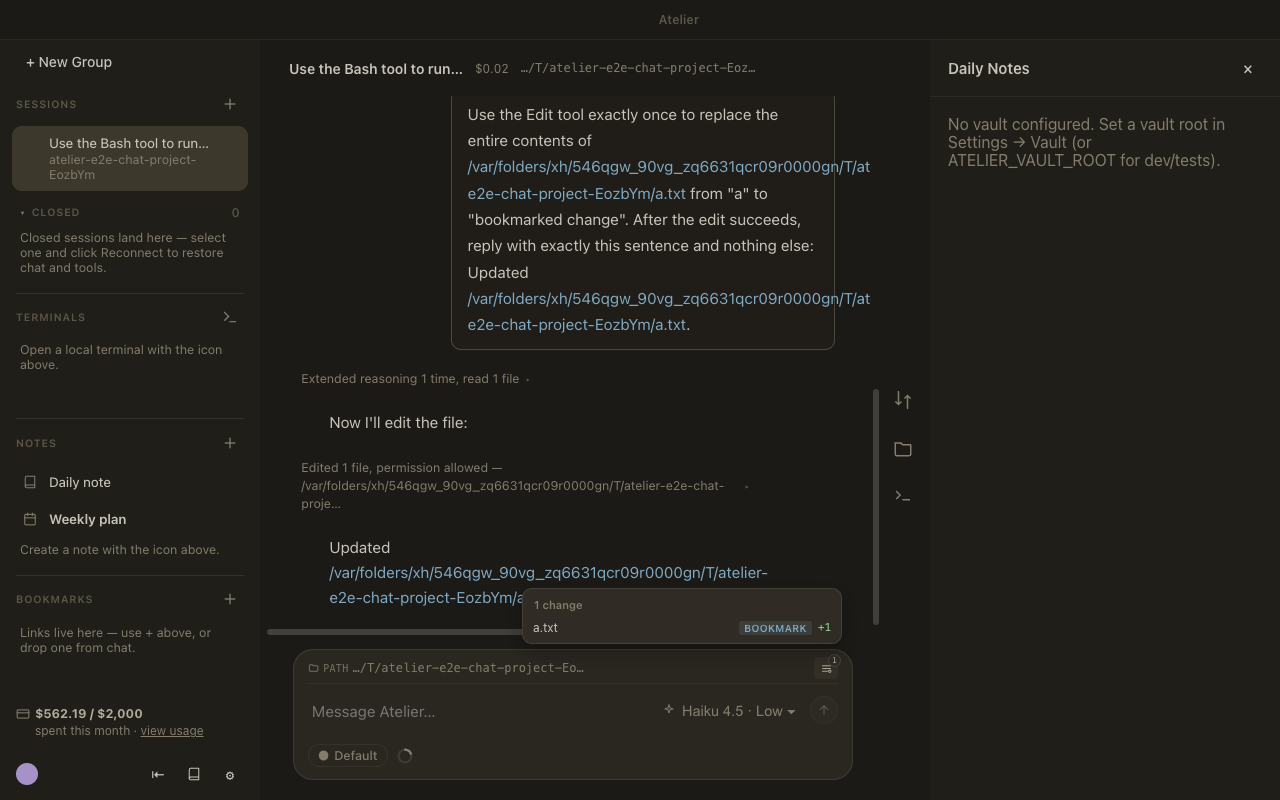 Atelier
+ New Group
SESSIONS
Use the Bash tool to run...
atelier-e2e-chat-project-
EozbYm
CLOSED
0
Closed sessions land here — select
one and click Reconnect to restore
chat and tools.
TERMINALS
Open a local terminal with the icon
above.
NOTES
Daily note
Weekly plan
Create a note with the icon above.
BOOKMARKS
Links live here — use + above, or
drop one from chat.
$562.19 / $2,000
spent this month · view usage
Use the Bash tool to run... $0.02 …/T/atelier-e2e-chat-project-Eoz…
Use the Edit tool exactly once to replace the
entire contents of
/var/folders/xh/546qgw_90vg_zq6631qcr09r0000gn/T/at
e2e-chat-project-EozbYm/a.txt from "a" to
"bookmarked change". After the edit succeeds,
reply with exactly this sentence and nothing else:
Updated
/var/folders/xh/546qgw_90vg_zq6631qcr09r0000gn/T/at
e2e-chat-project-EozbYm/a.txt.
Extended reasoning 1 time, read 1 file
Now I'll edit the file:
Edited 1 file, permission allowed —
/var/folders/xh/546qgw_90vg_zq6631qcr09r0000gn/T/atelier-e2e-chat-
proje…
Updated
/var/folders/xh/546qgw_90vg_zq6631qcr09r0000gn/T/atelier-
e2e-chat-project-EozbYm/a
1 change
a.txt BOOKMARK +1
PATH …/T/atelier-e2e-chat-project-Eo… 1
Message Atelier… Haiku 4.5 · Low
Default
Daily Notes ×
No vault configured. Set a vault root in
Settings → Vault (or
ATELIER_VAULT_ROOT for dev/tests).